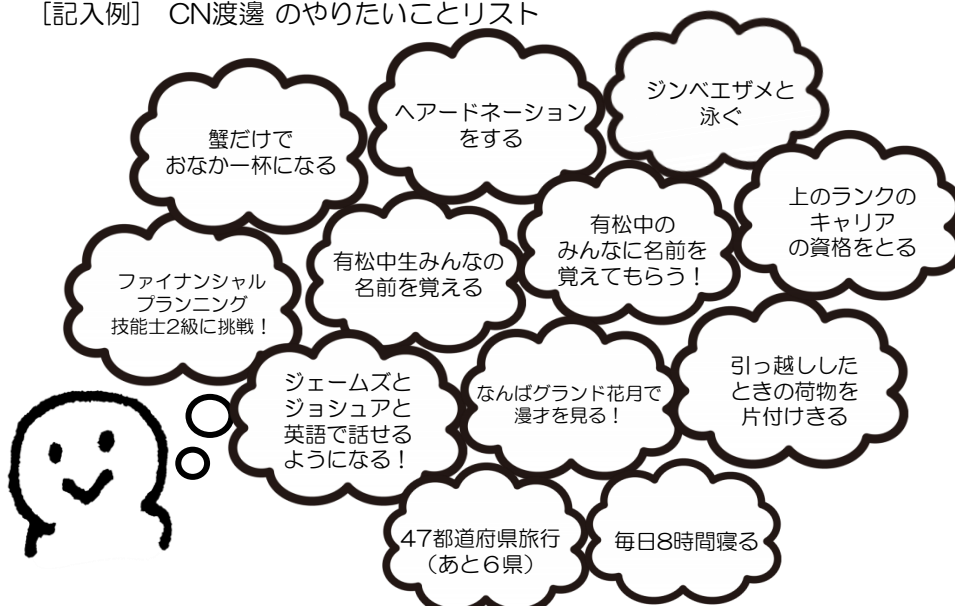 ［記入例］　CN渡邊 のやりたいことリスト
蟹だけで
おなか一杯になる
ヘアードネーション
をする
ジンベエザメと
泳ぐ
ファイナンシャル
プランニング
技能士2級に挑戦！
有松中生みんなの
名前を覚える
有松中の
みんなに名前を
覚えてもらう！
上のランクの
キャリア
の資格をとる
ジェームズと
ジョシュアと
英語で話せる
ようになる！
なんばグランド花月で
漫才を見る！
引っ越しした
ときの荷物を
片付けきる
47都道府県旅行
（あと６県）
毎日8時間寝る